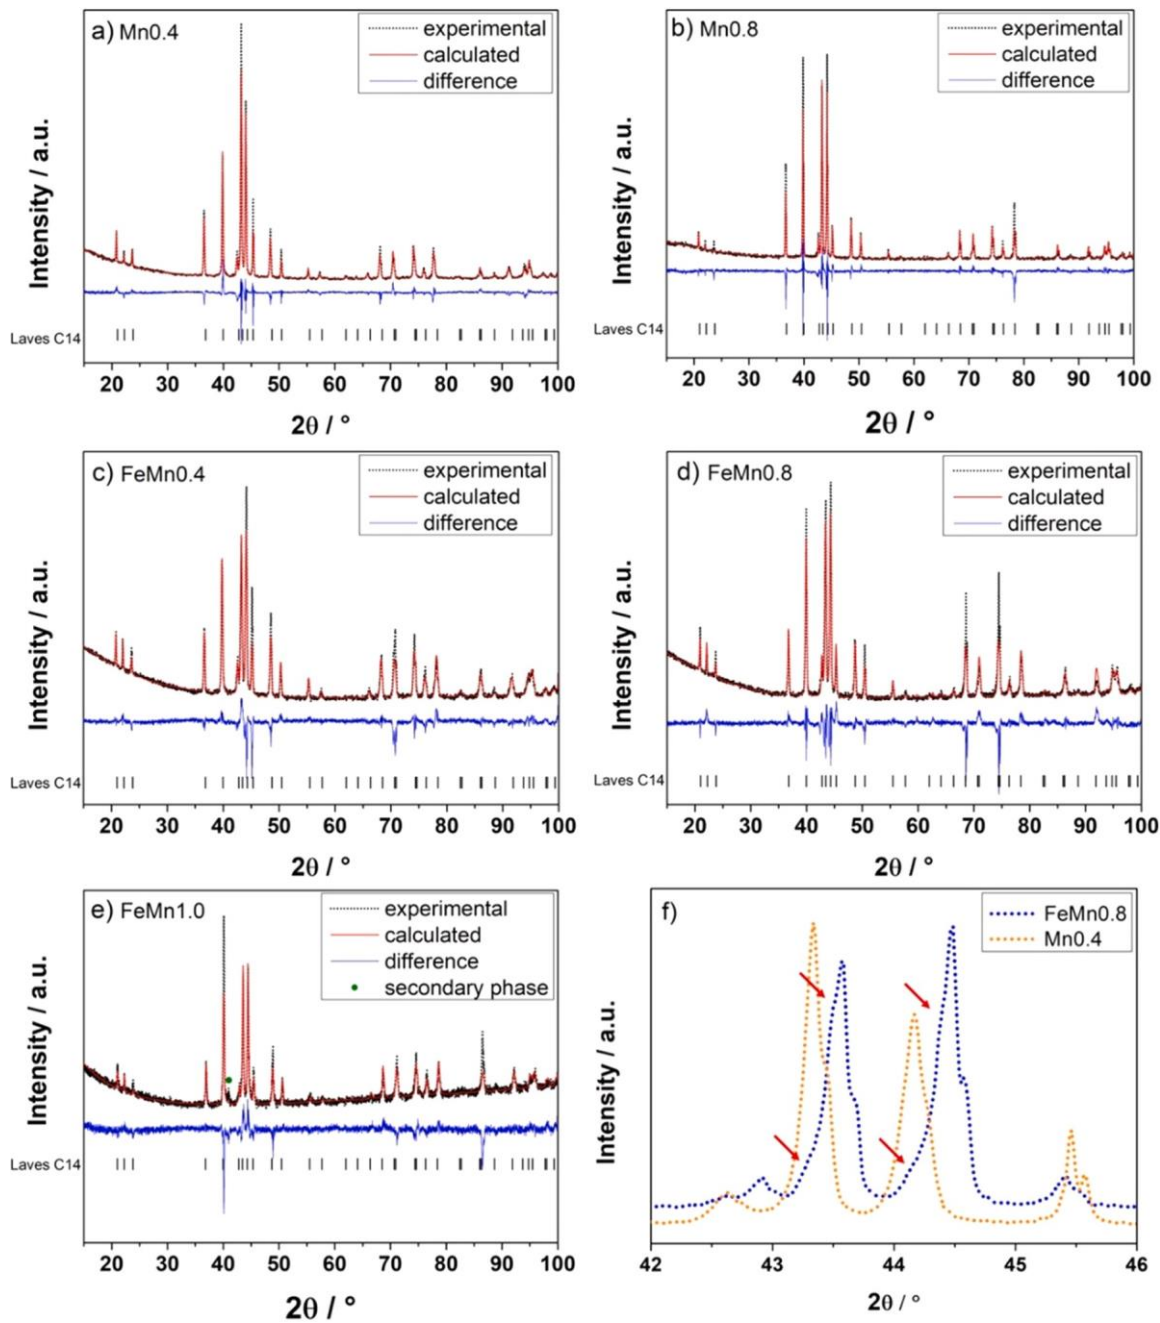 a) Mn0.4
experimental
calculated
difference
Intensity / a.u.
Laves C14
20 30 40 50 60 70 80 90 100
2θ / °
b) Mn0.8
experimental
calculated
difference
Intensity / a.u.
Laves C14
20 30 40 50 60 70 80 90 100
2θ / °
c) FeMn0.4
experimental
calculated
difference
Intensity / a.u.
Laves C14
20 30 40 50 60 70 80 90 100
2θ / °
d) FeMn0.8
experimental
calculated
difference
Intensity / a.u.
Laves C14
20 30 40 50 60 70 80 90 100
2θ / °
e) FeMn1.0
experimental
calculated
difference
secondary phase
Intensity / a.u.
Laves C14
20 30 40 50 60 70 80 90 100
2θ / °
f)
FeMn0.8
Mn0.4
Intensity / a.u.
42 43 44 45 46
2θ / °